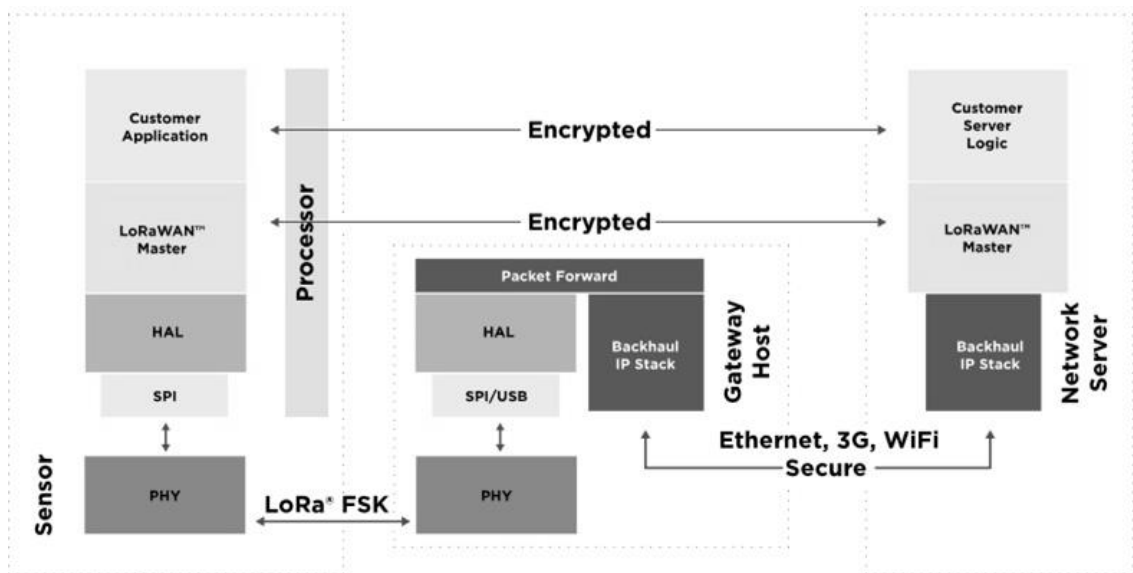 Customer
Application
LoRaWAN™
Master
HAL
SPI
PHY
Sensor
Processor
Encrypted
Encrypted
Packet Forward
HAL
SPI/USB
PHY
Backhaul
IP Stack
Gateway
Host
LoRa® FSK
Ethernet, 3G, WiFi
Secure
Customer
Server
Logic
LoRaWAN™
Master
Backhaul
IP Stack
Network
Server